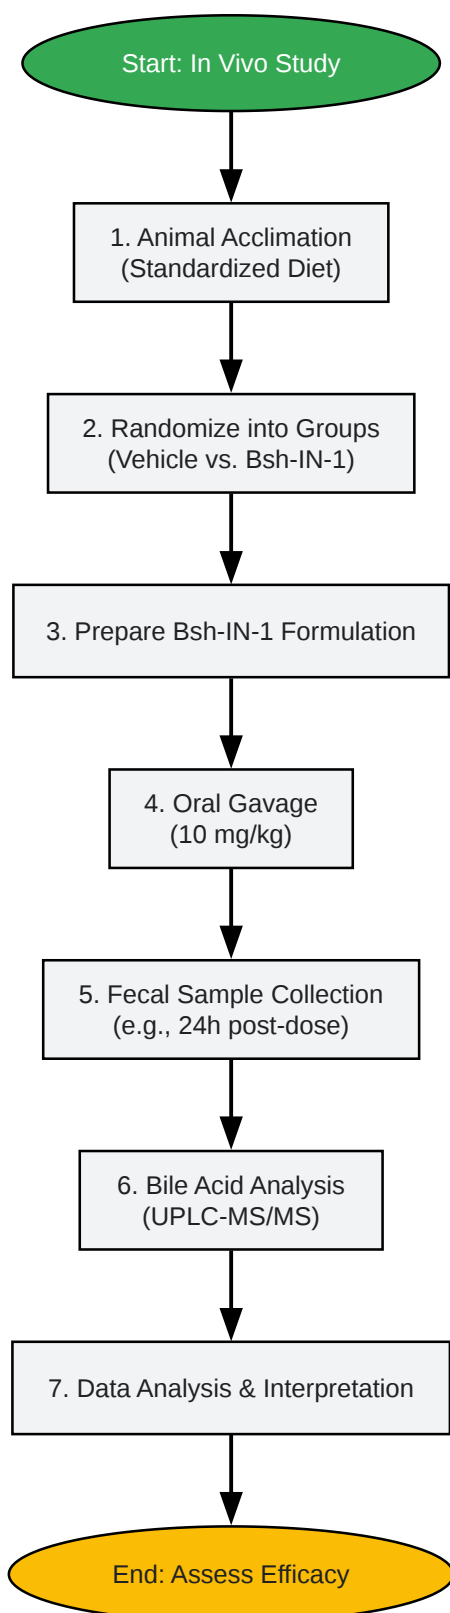 Start: In Vivo Study
1. Animal Acclimation
(Standardized Diet)
2. Randomize into Groups
(Vehicle vs. Bsh-IN-1)
3. Prepare Bsh-IN-1 Formulation
4. Oral Gavage
(10 mg/kg)
5. Fecal Sample Collection
(e.g., 24h post-dose)
6. Bile Acid Analysis
(UPLC-MS/MS)
7. Data Analysis & Interpretation
End: Assess Efficacy